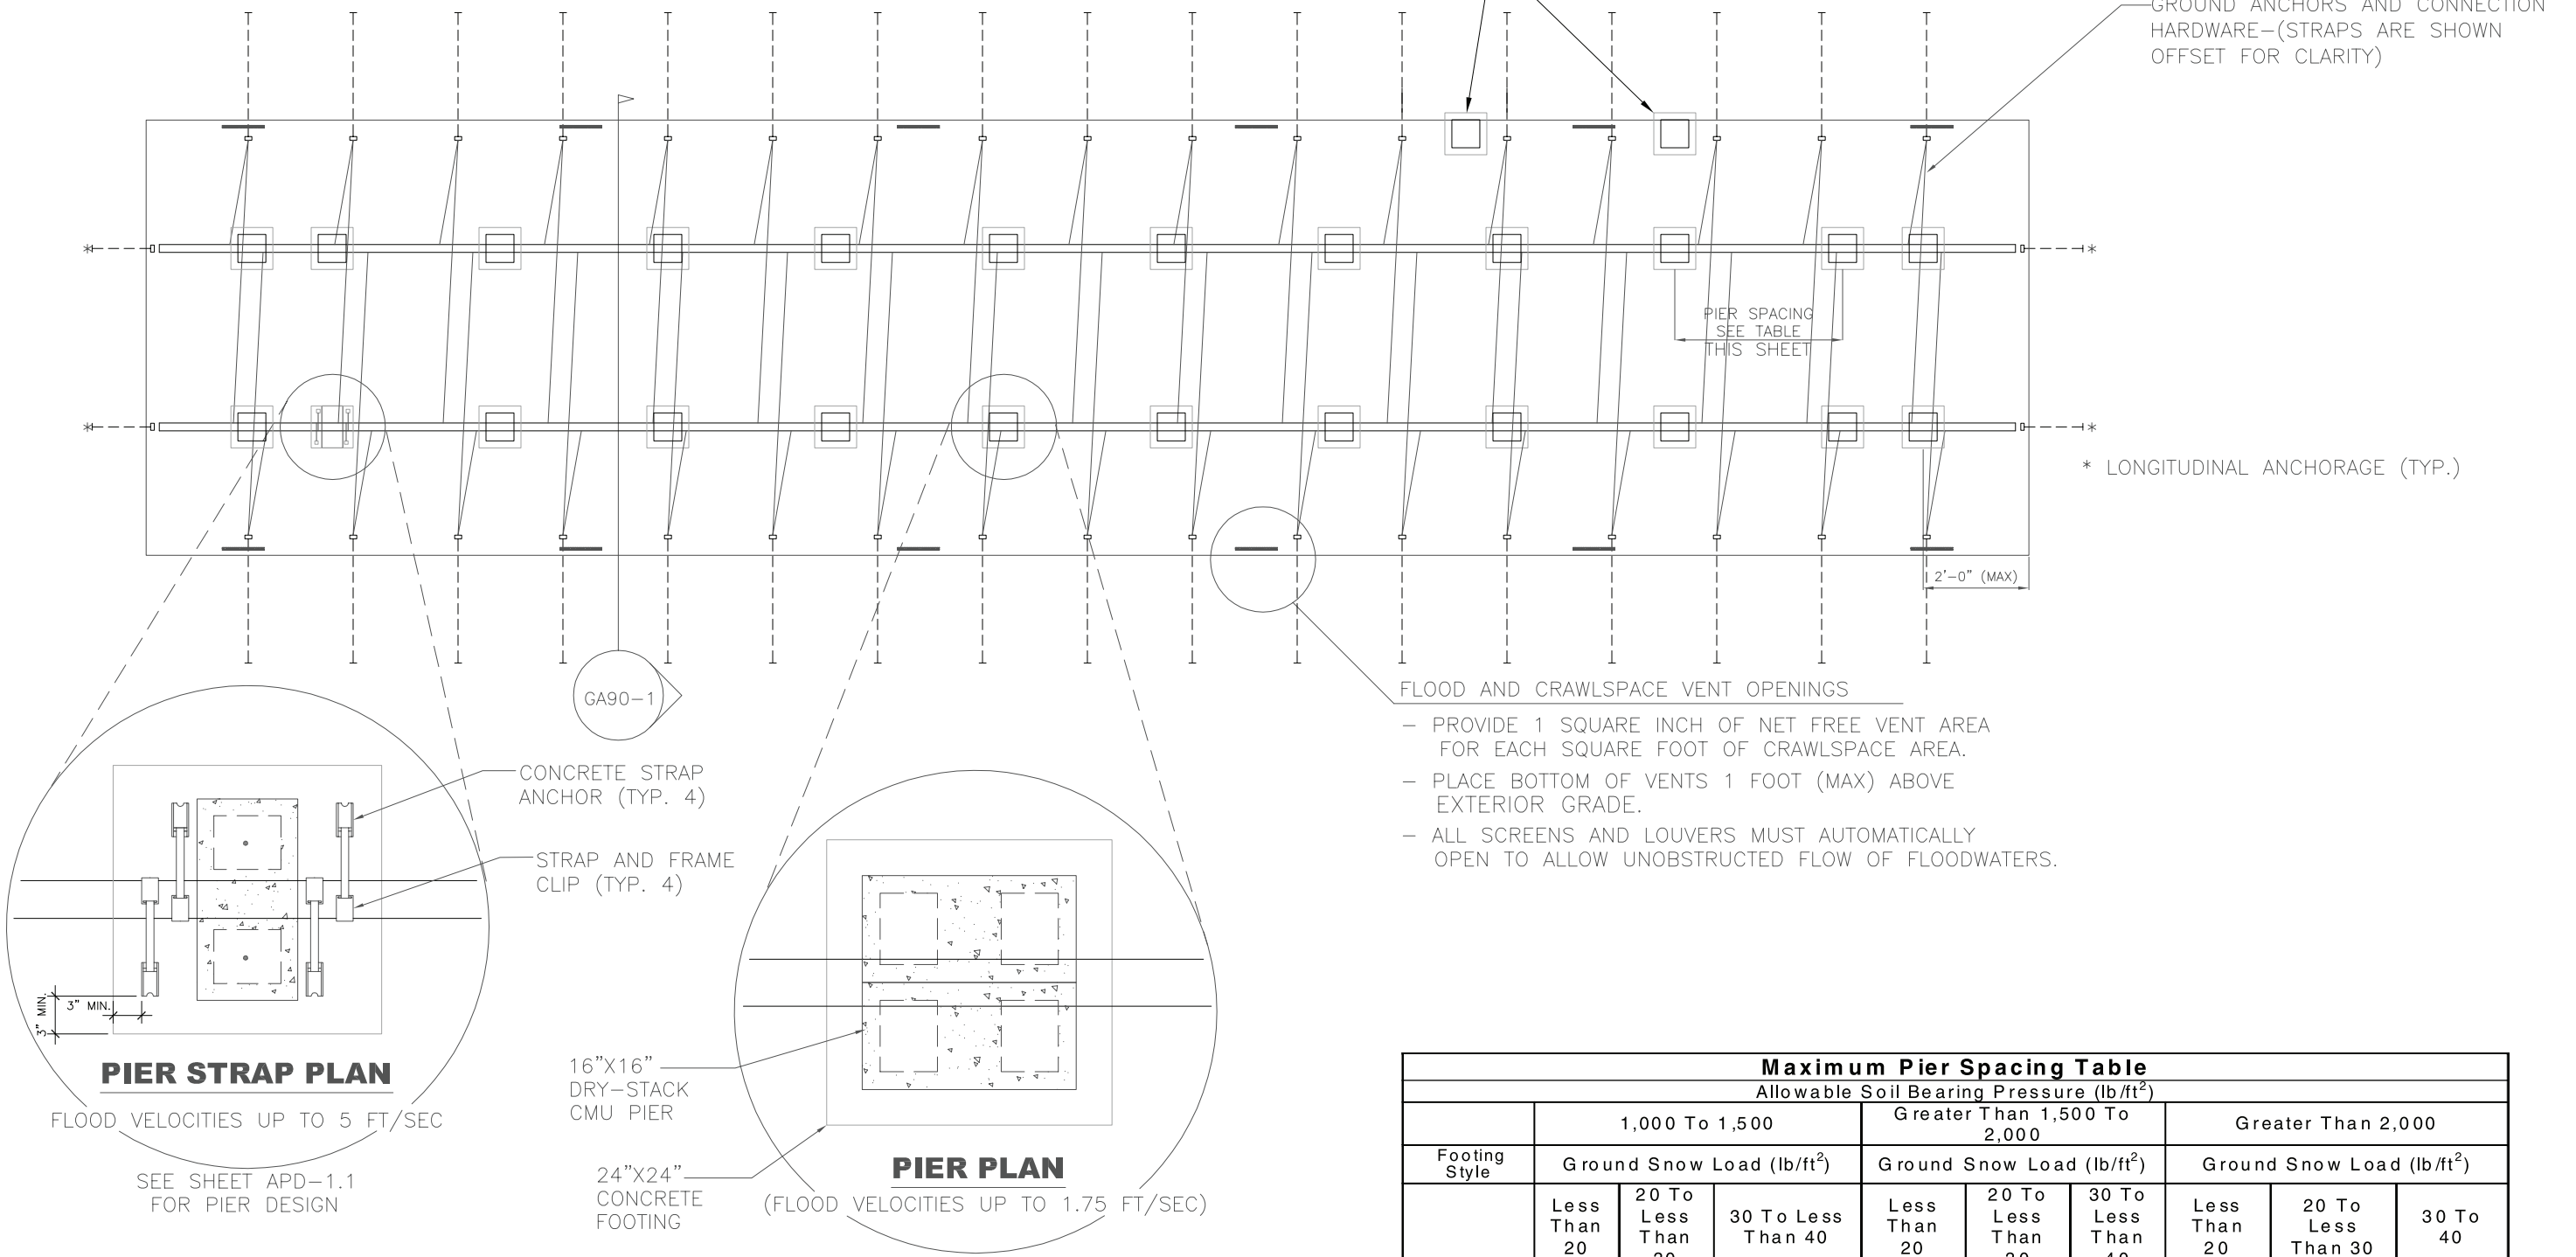 GROUND ANCHORS AND CONNECTION
HARDWARE-(STRAPS ARE SHOWN
OFFSET FOR CLARITY)
*
*
PIER SPACING
SEE TABLE
THIS SHEET
*
*
* LONGITUDINAL ANCHORAGE (TYP.)
2'-0" (MAX)
GA90-1
FLOOD AND CRAWLSPACE VENT OPENINGS
- PROVIDE 1 SQUARE INCH OF NET FREE VENT AREA
FOR EACH SQUARE FOOT OF CRAWLSPACE AREA.
- PLACE BOTTOM OF VENTS 1 FOOT (MAX) ABOVE
EXTERIOR GRADE.
- ALL SCREENS AND LOUVERS MUST AUTOMATICALLY
OPEN TO ALLOW UNOBSTRUCTED FLOW OF FLOODWATERS.
CONCRETE STRAP
ANCHOR (TYP. 4)
STRAP AND FRAME
CLIP (TYP. 4)
3" MIN.
3" MIN.
PIER STRAP PLAN
FLOOD VELOCITIES UP TO 5 FT/SEC
SEE SHEET APD-1.1
FOR PIER DESIGN
16"X16"
DRY-STACK
CMU PIER
24"X24"
CONCRETE
FOOTING
PIER PLAN
(FLOOD VELOCITIES UP TO 1.75 FT/SEC)
Maximum Pier Spacing Table
Allowable Soil Bearing Pressure (lb/ft²)
1,000 To 1,500
Greater Than 1,500 To
2,000
Greater Than 2,000
Footing
Style
Ground Snow Load (lb/ft²)
Ground Snow Load (lb/ft²)
Ground Snow Load (lb/ft²)
Less
Than
20
20 To
Less
Than
30 To Less
Than 40
Less
Than
20
20 To
Less
Than
30 To
Less
Than
Less
Than
20
20 To
Less
Than 30
30 To
40